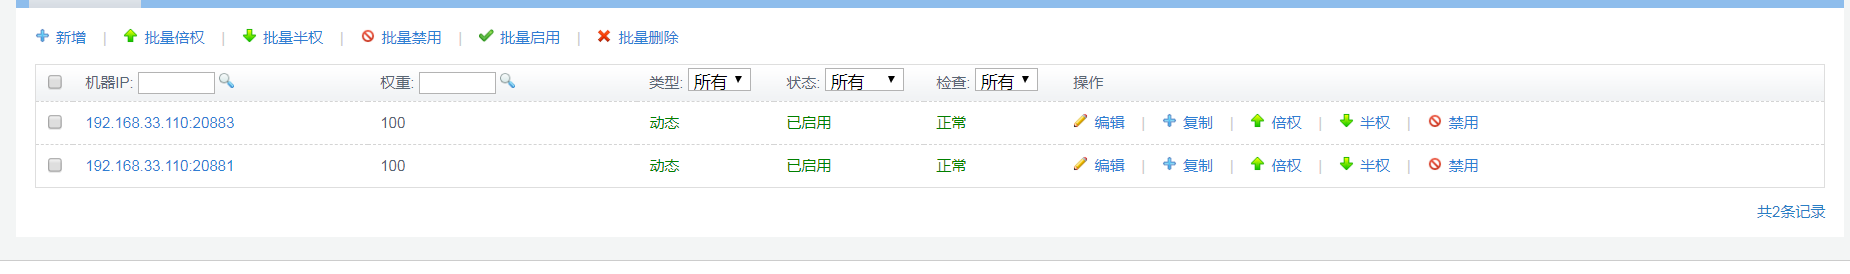 新增 | 批量倍权 | 批量半权 | 批量禁用 | 批量启用 | 批量删除
机器IP: 权重: 类型: 所有 状态: 所有 检查: 所有 操作
192.168.33.110:20883 100 动态 已启用 正常 编辑 | 复制 | 倍权 | 半权 | 禁用
192.168.33.110:20881 100 动态 已启用 正常 编辑 | 复制 | 倍权 | 半权 | 禁用
共2条记录